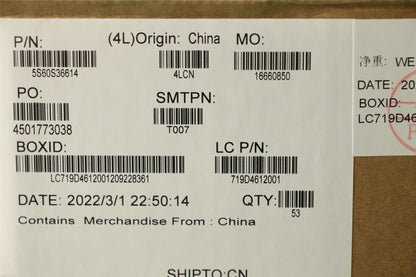 P/N: (4L)Origin: China MO:
5S60S36614 4LCN 16660850
PO: SMTPN:
4501773038 T007
BOXID: LC P/N:
LC719D4612001209228361 719D4612001
DATE: 2022/3/1 22:50:14 QTY:
53
Contains Merchandise From : China
SHIPTO:CN
净重: WE
DATE: 20
BOXID:
LC719D46